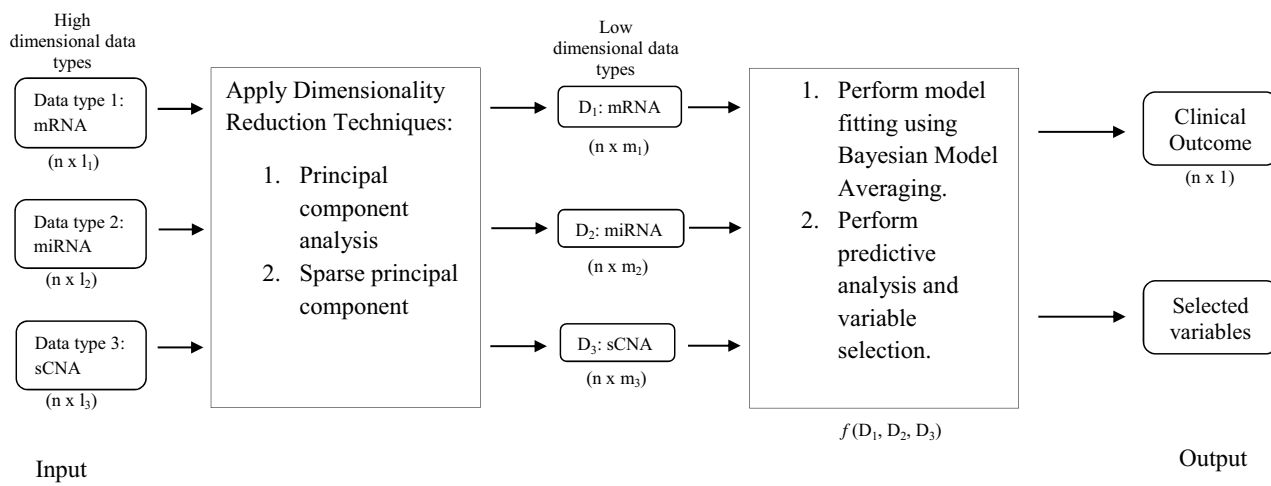 High
dimensional data
types
Data type 1:
mRNA
(n x l₁)
Data type 2:
miRNA
(n x l₂)
Data type 3:
sCNA
(n x l₃)
Input
Apply Dimensionality
Reduction Techniques:
1. Principal
component
analysis
2. Sparse principal
component
Low
dimensional data
types
D₁: mRNA
(n x m₁)
D₂: miRNA
(n x m₂)
D₃: sCNA
(n x m₃)
1. Perform model
fitting using
Bayesian Model
Averaging.
2. Perform
predictive
analysis and
variable
selection.
f (D₁, D₂, D₃)
Clinical
Outcome
(n x 1)
Selected
variables
Output